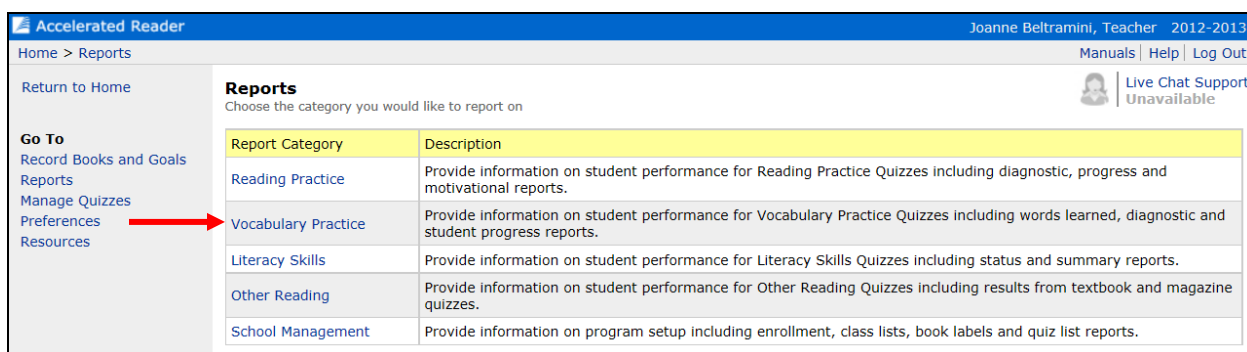 Accelerated Reader
Joanne Beltramini, Teacher 2012-2013
Home > Reports
Manuals | Help | Log Out
Return to Home
Reports
Choose the category you would like to report on
Live Chat Support
Unavailable
Go To
Record Books and Goals
Reports
Manage Quizzes
Preferences
Resources
Report Category
Description
Reading Practice
Provide information on student performance for Reading Practice Quizzes including diagnostic, progress and
motivational reports.
Vocabulary Practice
Provide information on student performance for Vocabulary Practice Quizzes including words learned, diagnostic and
student progress reports.
Literacy Skills
Provide information on student performance for Literacy Skills Quizzes including status and summary reports.
Other Reading
Provide information on student performance for Other Reading Quizzes including results from textbook and magazine
quizzes.
School Management
Provide information on program setup including enrollment, class lists, book labels and quiz list reports.